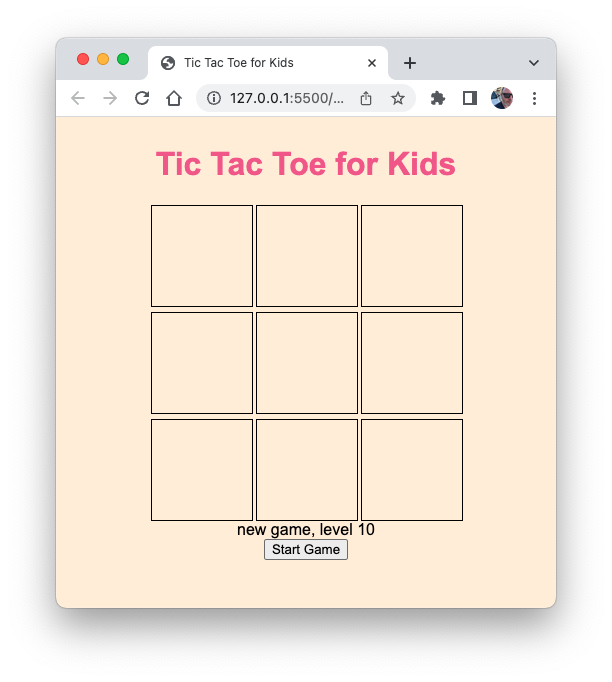 Tic Tac Toe for Kids
127.0.0.1:5500/...
Tic Tac Toe for Kids
new game, level 10
Start Game